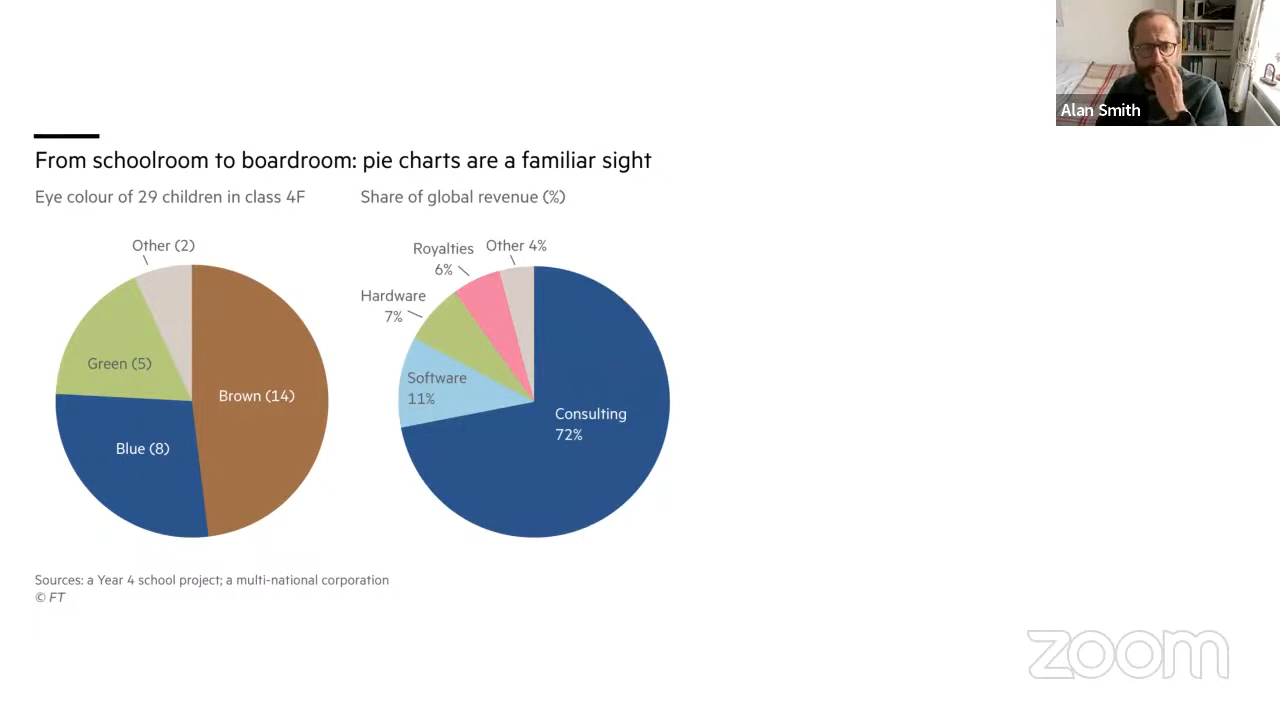 Alan Smith
From schoolroom to boardroom: pie charts are a familiar sight
Eye colour of 29 children in class 4F
Other (2)
Green (5)
Brown (14)
Blue (8)
Share of global revenue (%)
Royalties
6%
Other 4%
Hardware
7%
Software
11%
Consulting
72%
Sources: a Year 4 school project; a multi-national corporation
© FT
zoom